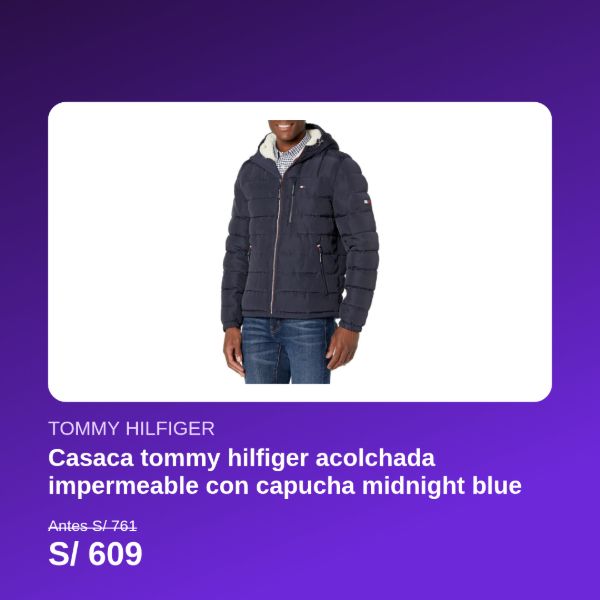 TOMMY HILFIGER
Casaca tommy hilfiger acolchada
impermeable con capucha midnight blue
Antes S/ 761
S/ 609